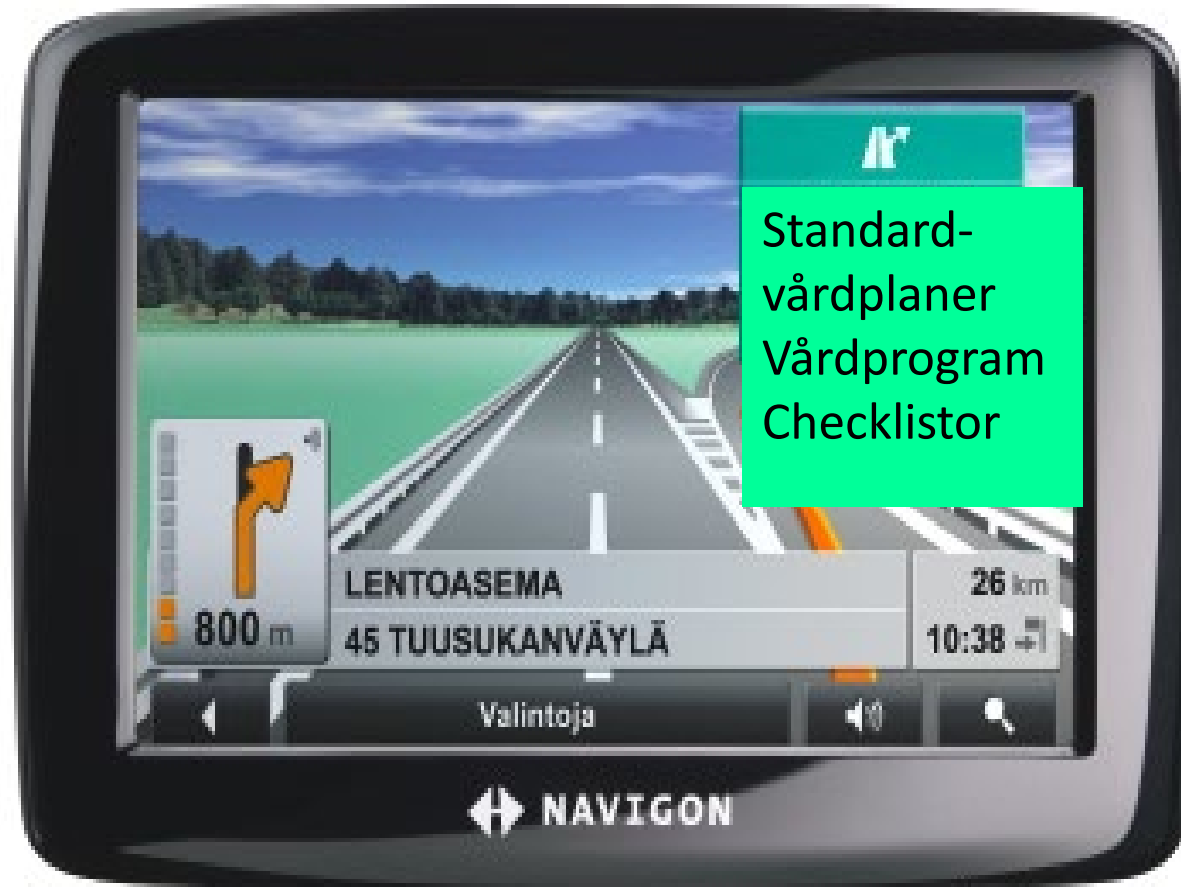 Standard-
vårdplaner
Vårdprogram
Checklistor
LENTOASEMA
26 km
800 m
45 TUUSUKANVÄYLÄ
10:38
Valintoja
NAVIGON